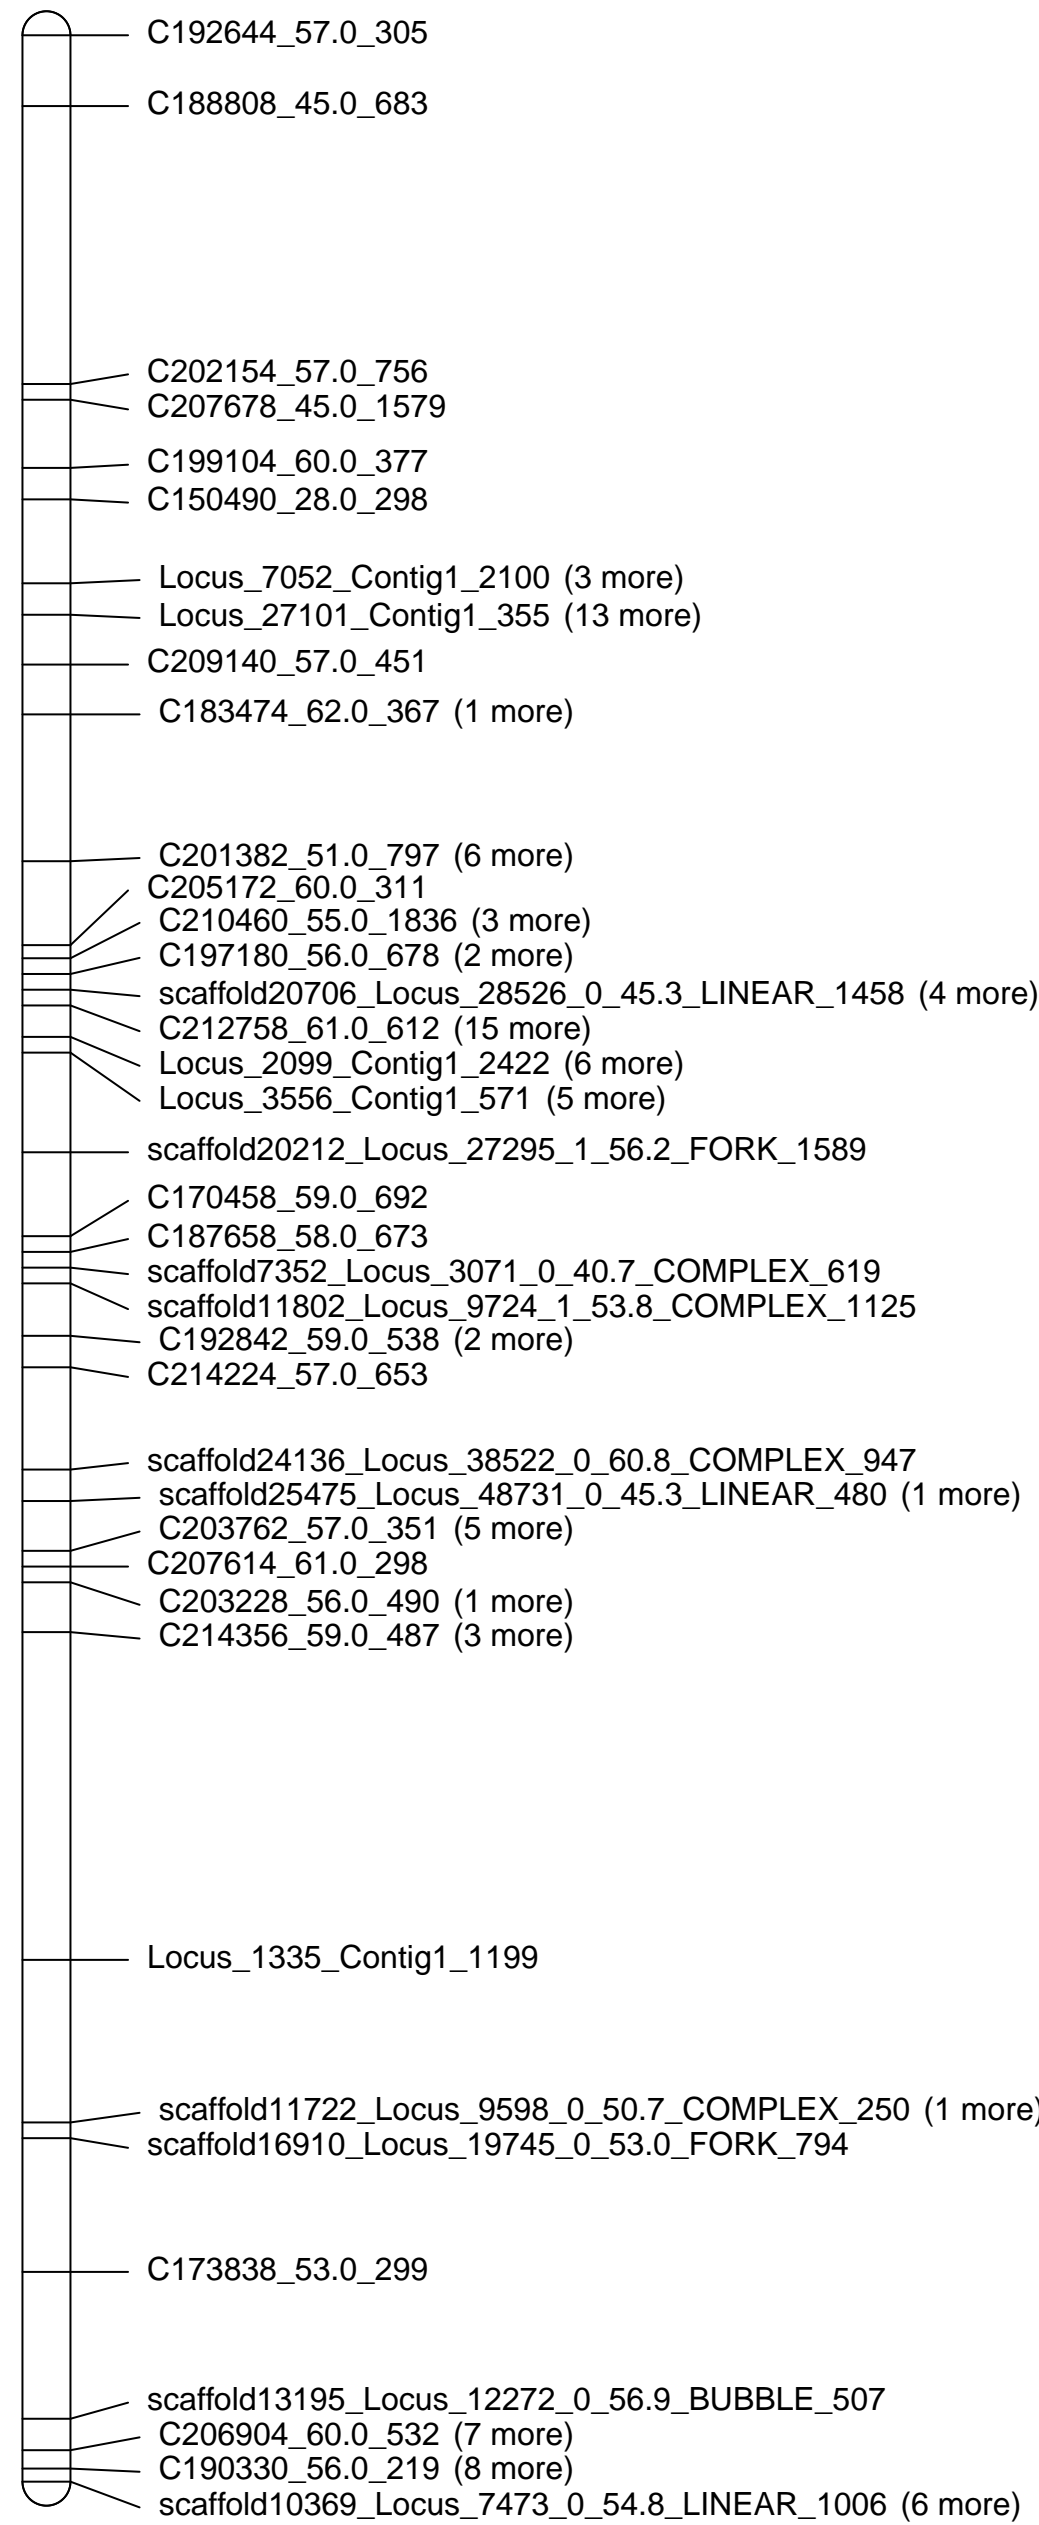 C192644_57.0_305
C188808_45.0_683
C202154_57.0_756
C207678_45.0_1579
C199104_60.0_377
C150490_28.0_298
Locus_7052_Contig1_2100 (3 more)
Locus_27101_Contig1_355 (13 more)
C209140_57.0_451
C183474_62.0_367 (1 more)
C201382_51.0_797 (6 more)
C205172_60.0_311
C210460_55.0_1836 (3 more)
C197180_56.0_678 (2 more)
scaffold20706_Locus_28526_0_45.3_LINEAR_1458 (4 more)
C212758_61.0_612 (15 more)
Locus_2099_Contig1_2422 (6 more)
Locus_3556_Contig1_571 (5 more)
scaffold20212_Locus_27295_1_56.2_FORK_1589
C170458_59.0_692
C187658_58.0_673
scaffold7352_Locus_3071_0_40.7_COMPLEX_619
scaffold11802_Locus_9724_1_53.8_COMPLEX_1125
C192842_59.0_538 (2 more)
C214224_57.0_653
scaffold24136_Locus_38522_0_60.8_COMPLEX_947
scaffold25475_Locus_48731_0_45.3_LINEAR_480 (1 more)
C203762_57.0_351 (5 more)
C207614_61.0_298
C203228_56.0_490 (1 more)
C214356_59.0_487 (3 more)
Locus_1335_Contig1_1199
scaffold11722_Locus_9598_0_50.7_COMPLEX_250 (1 more)
scaffold16910_Locus_19745_0_53.0_FORK_794
C173838_53.0_299
scaffold13195_Locus_12272_0_56.9_BUBBLE_507
C206904_60.0_532 (7 more)
C190330_56.0_219 (8 more)
scaffold10369_Locus_7473_0_54.8_LINEAR_1006 (6 more)